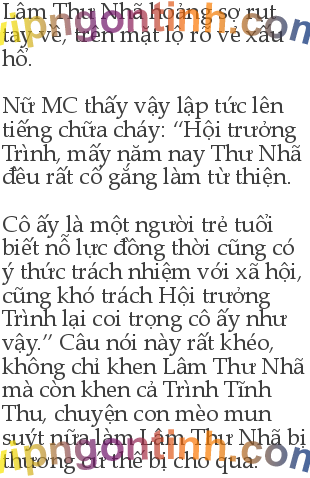 Lâm Thư Nhã hoảng sợ rụt
tay về, trên mặt lộ rõ vẻ xấu
hổ.
Nữ MC thấy vậy lập tức lên
tiếng chữa cháy: “Hội trưởng
Trình, mấy năm nay Thư Nhã
đều rất cố gắng làm từ thiện.
Cô ấy là một người trẻ tuổi
biết nỗ lực đồng thời cũng có
ý thức trách nhiệm với xã hội,
cũng khó trách Hội trưởng
Trình lại coi trọng cô ấy như
vậy.” Câu nói này rất khéo,
không chỉ khen Lâm Thư Nhã
mà còn khen cả Trình Tĩnh
Thu, chuyện con mèo mun
suýt nữa làm Lâm Thư Nhã bị
thương cứ thế bị cho qua.
vipngontinh.com
vipngontinh.com